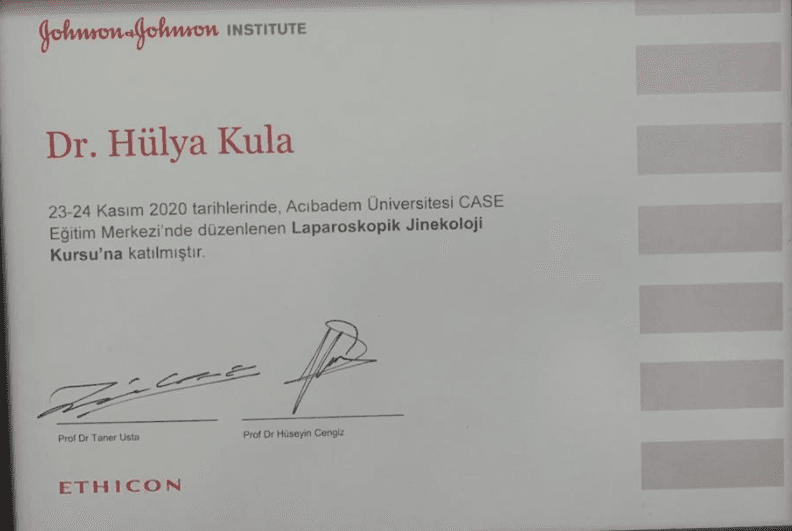 Johnson&Johnson INSTITUTE
Dr. Hülya Kula
23-24 Kasım 2020 tarihlerinde, Acıbadem Üniversitesi CASE
Eğitim Merkezi'nde düzenlenen Laparoskopik Jinekoloji
Kursu'na katılmıştır.
Prof Dr Taner Usta
Prof Dr Hüseyin Cengiz
ETHICON